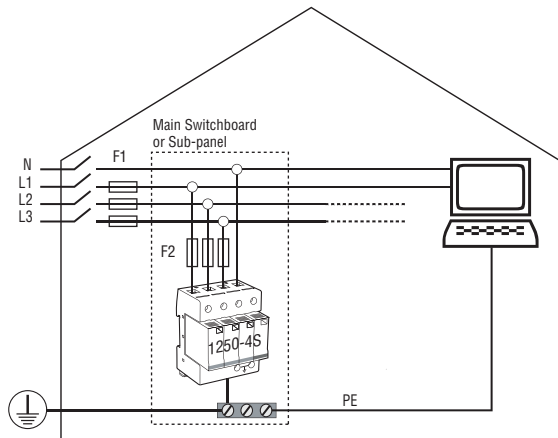 Main Switchboard
or Sub-panel
N
F1
L1
L2
L3
F2
1250-4S
PE